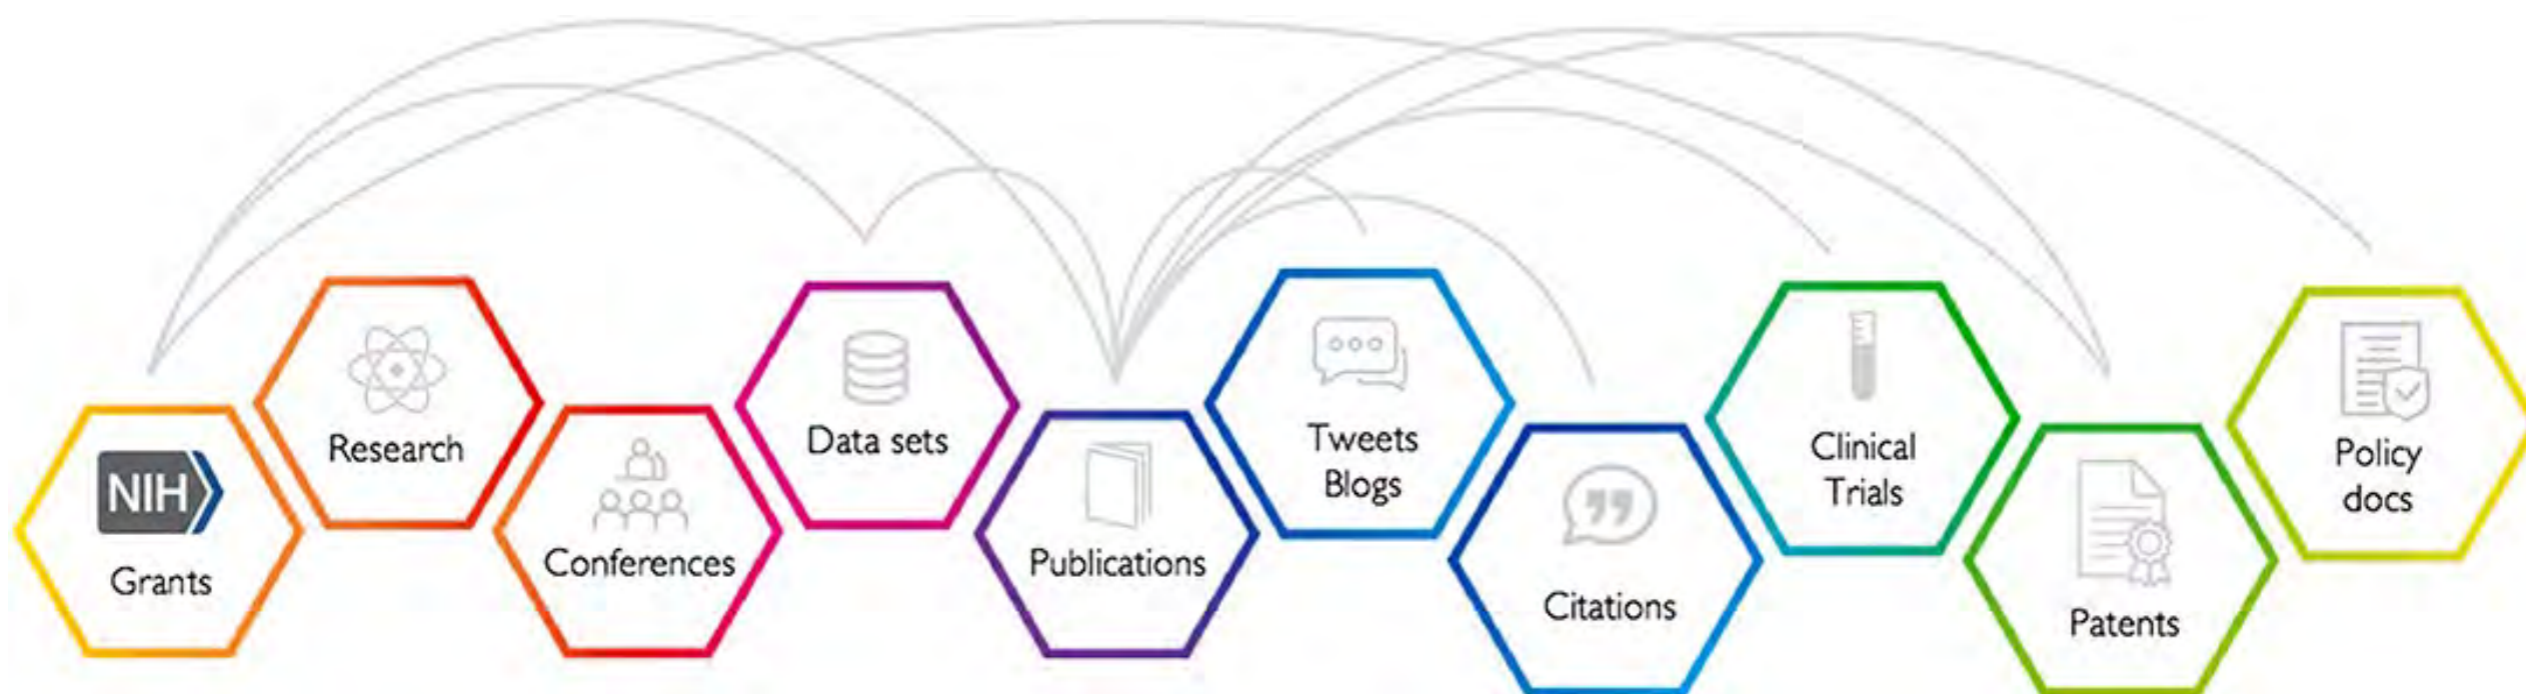 NIH
Grants
Research
Conferences
Data sets
Publications
Tweets
Blogs
Citations
Clinical
Trials
Patents
Policy
docs